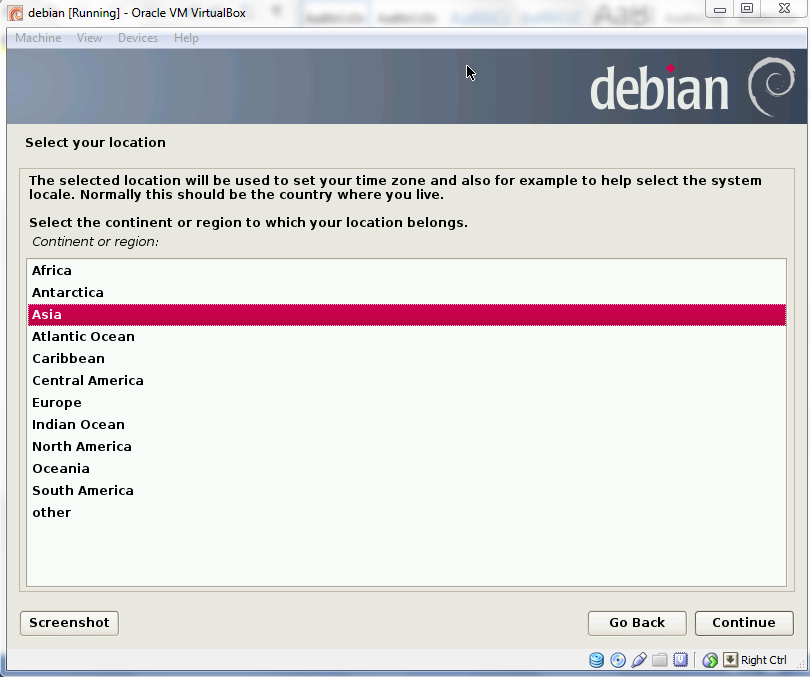 debian [Running] - Oracle VM VirtualBox
Machine View Devices Help
debian
Select your location
The selected location will be used to set your time zone and also for example to help select the system
locale. Normally this should be the country where you live.
Select the continent or region to which your location belongs.
Continent or region:
Africa
Antarctica
Asia
Atlantic Ocean
Caribbean
Central America
Europe
Indian Ocean
North America
Oceania
South America
other
Screenshot Go Back Continue
Right Ctrl